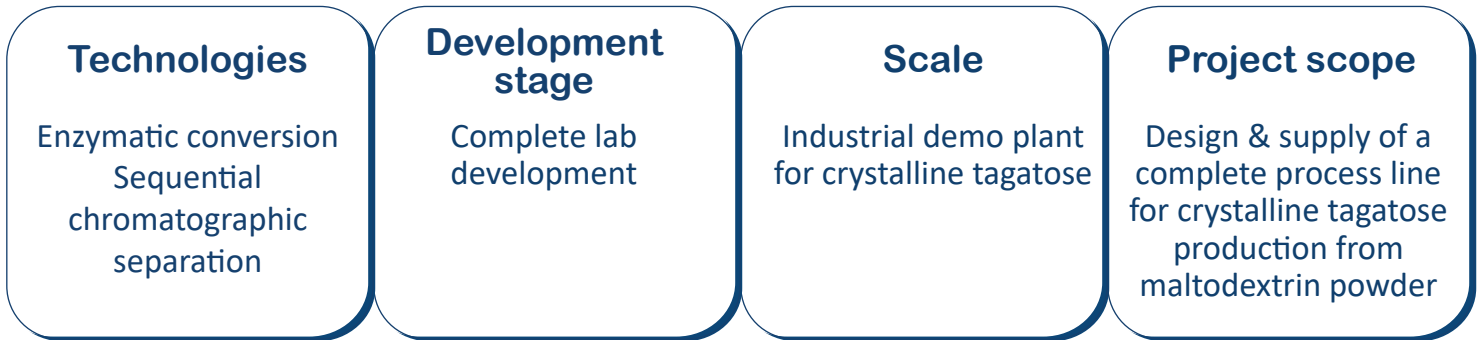 Technologies
Enzymatic conversion
Sequential
chromatographic
separation
Development
stage
Complete lab
development
Scale
Industrial demo plant
for crystalline tagatose
Project scope
Design & supply of a
complete process line
for crystalline tagatose
production from
maltodextrin powder